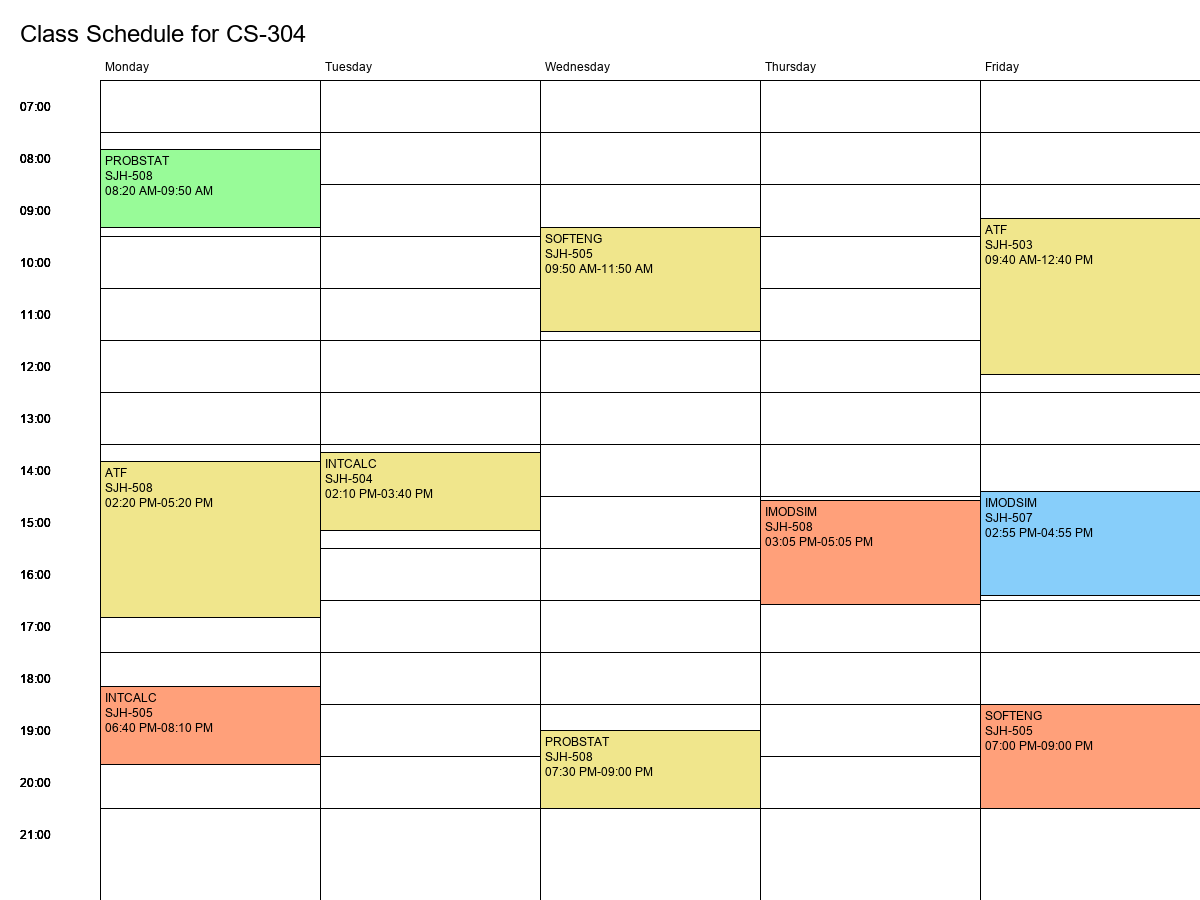 Class Schedule for CS-304
Monday
Tuesday
Wednesday
Thursday
Friday
07:00
08:00
09:00
10:00
11:00
12:00
13:00
14:00
15:00
16:00
17:00
18:00
19:00
20:00
21:00
PROBSTAT
SJH-508
08:20 AM-09:50 AM
ATF
SJH-508
02:20 PM-05:20 PM
INTCALC
SJH-505
06:40 PM-08:10 PM
INTCALC
SJH-504
02:10 PM-03:40 PM
SOFTENG
SJH-505
09:50 AM-11:50 AM
PROBSTAT
SJH-508
07:30 PM-09:00 PM
IMODSIM
SJH-508
03:05 PM-05:05 PM
ATF
SJH-503
09:40 AM-12:40 PM
IMODSIM
SJH-507
02:55 PM-04:55 PM
SOFTENG
SJH-505
07:00 PM-09:00 PM